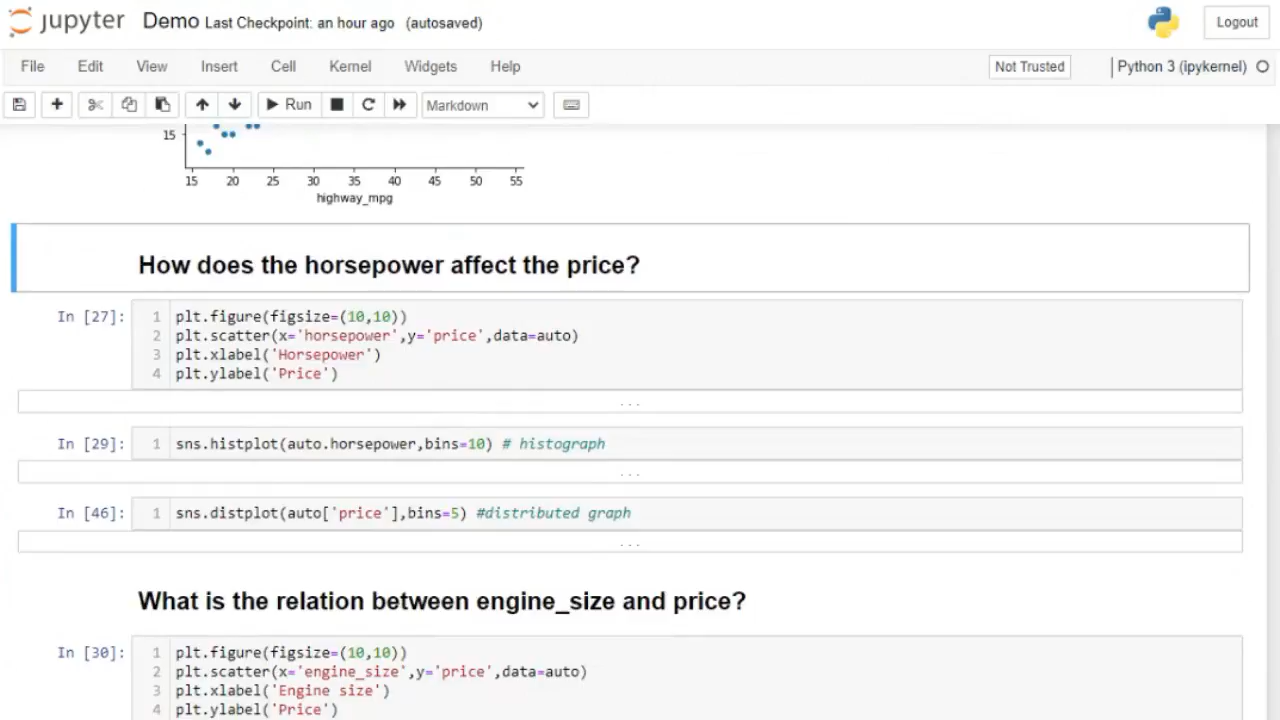 jupyter Demo Last Checkpoint: an hour ago (autosaved) Logout
File Edit View Insert Cell Kernel Widgets Help Not Trusted Python 3 (ipykernel)
Run Markdown
15
15 20 25 30 35 40 45 50 55
highway_mpg
How does the horsepower affect the price?
In [27]: 1 plt.figure(figsize=(10,10))
2 plt.scatter(x='horsepower',y='price',data=auto)
3 plt.xlabel('Horsepower')
4 plt.ylabel('Price')
...
In [29]: 1 sns.histplot(auto.horsepower,bins=10) # histograph
...
In [46]: 1 sns.distplot(auto['price'],bins=5) #distributed graph
...
What is the relation between engine_size and price?
In [30]: 1 plt.figure(figsize=(10,10))
2 plt.scatter(x='engine_size',y='price',data=auto)
3 plt.xlabel('Engine size')
4 plt.ylabel('Price')